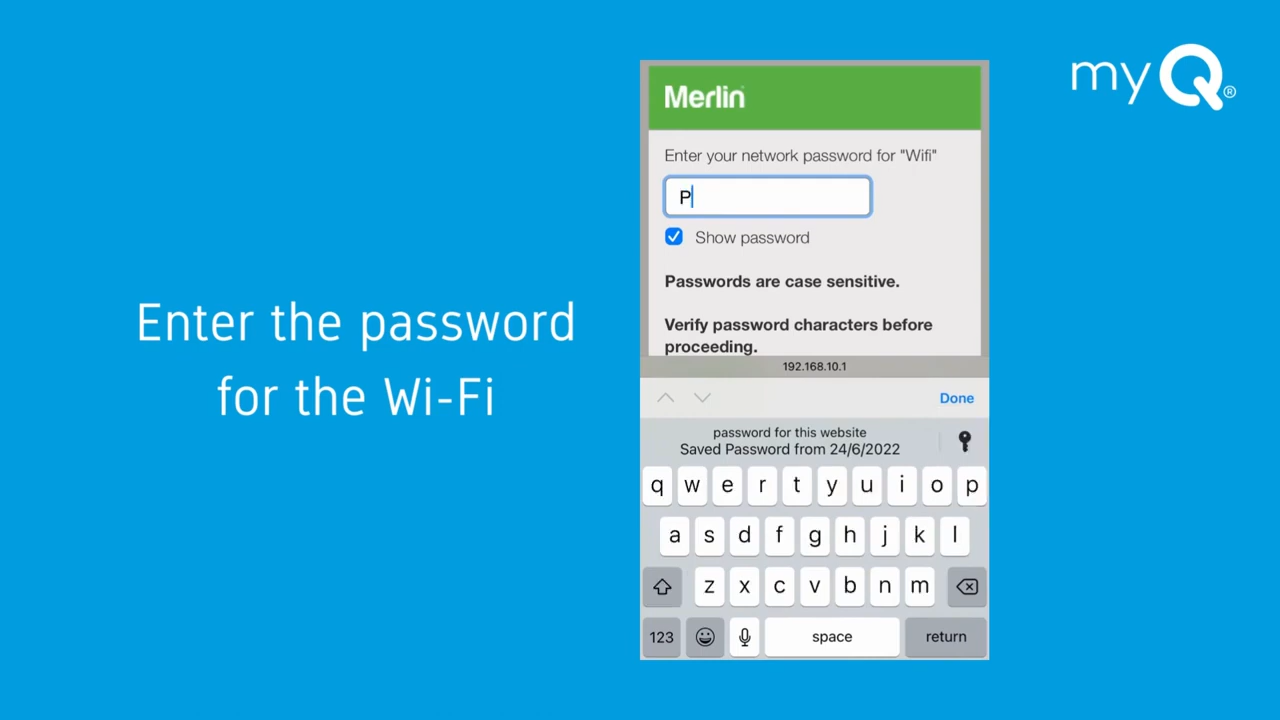 myQ®
Enter the password
for the Wi-Fi
Merlin
Enter your network password for "Wifi"
P
Show password
Passwords are case sensitive.
Verify password characters before
proceeding.
192.168.10.1
Done
password for this website
Saved Password from 24/6/2022
q w e r t y u i o p
a s d f g h j k l
z x c v b n m
123 space return